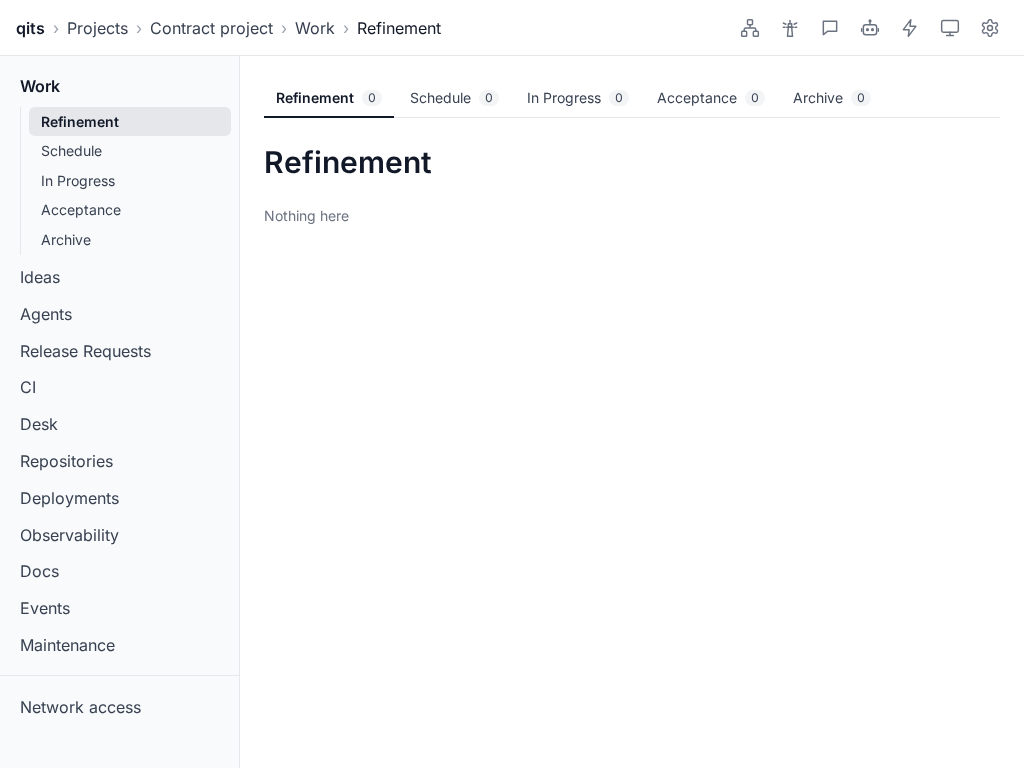 qits › Projects › Contract project › Work › Refinement
Work
Refinement
Schedule
In Progress
Acceptance
Archive
Ideas
Agents
Release Requests
CI
Desk
Repositories
Deployments
Observability
Docs
Events
Maintenance
Network access
Refinement 0 Schedule 0 In Progress 0 Acceptance 0 Archive 0
Refinement
Nothing here